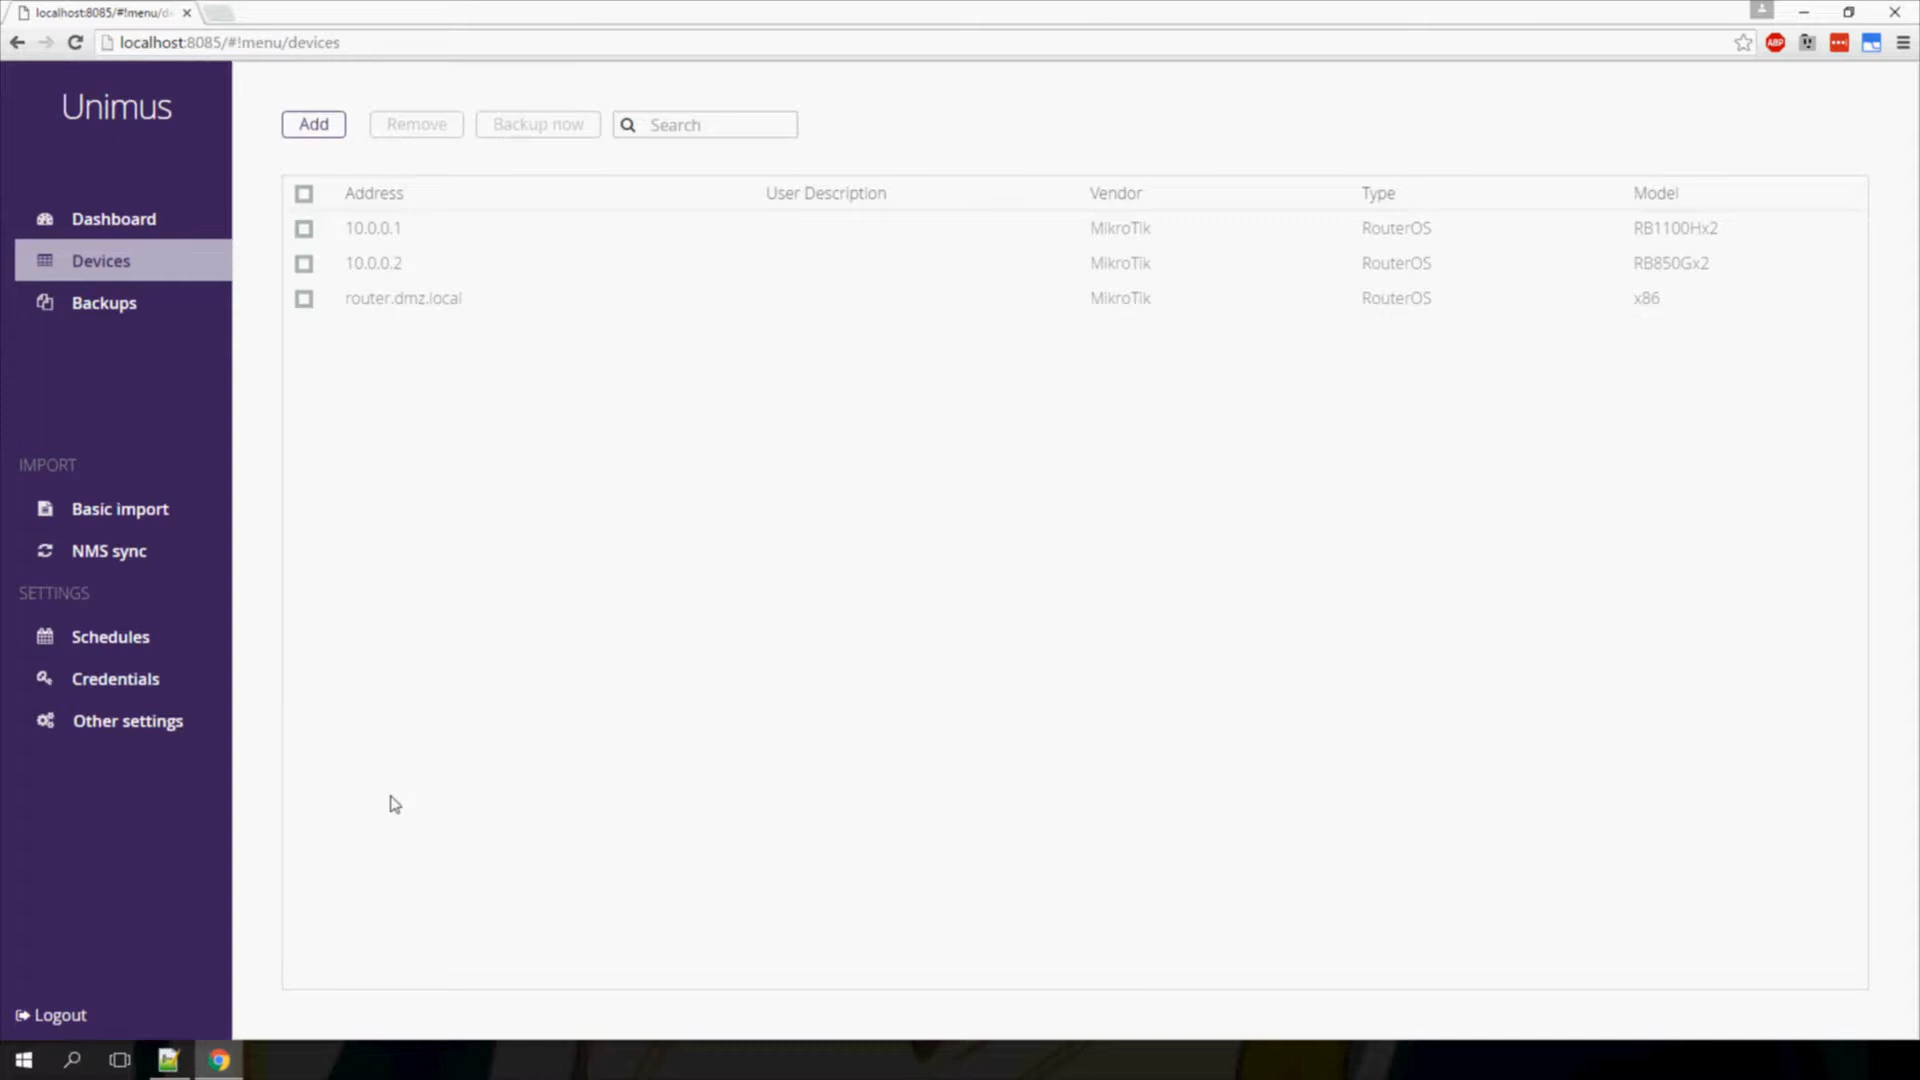 localhost:8085/#!menu/d
localhost:8085/#!menu/devices
ABP
Unimus
Add
Remove
Backup now
Search
Address
User Description
Vendor
Type
Model
10.0.0.1
MikroTik
RouterOS
RB1100Hx2
10.0.0.2
MikroTik
RouterOS
RB850Gx2
router.dmz.local
MikroTik
RouterOS
x86
Dashboard
Devices
Backups
IMPORT
Basic import
NMS sync
SETTINGS
Schedules
Credentials
Other settings
Logout